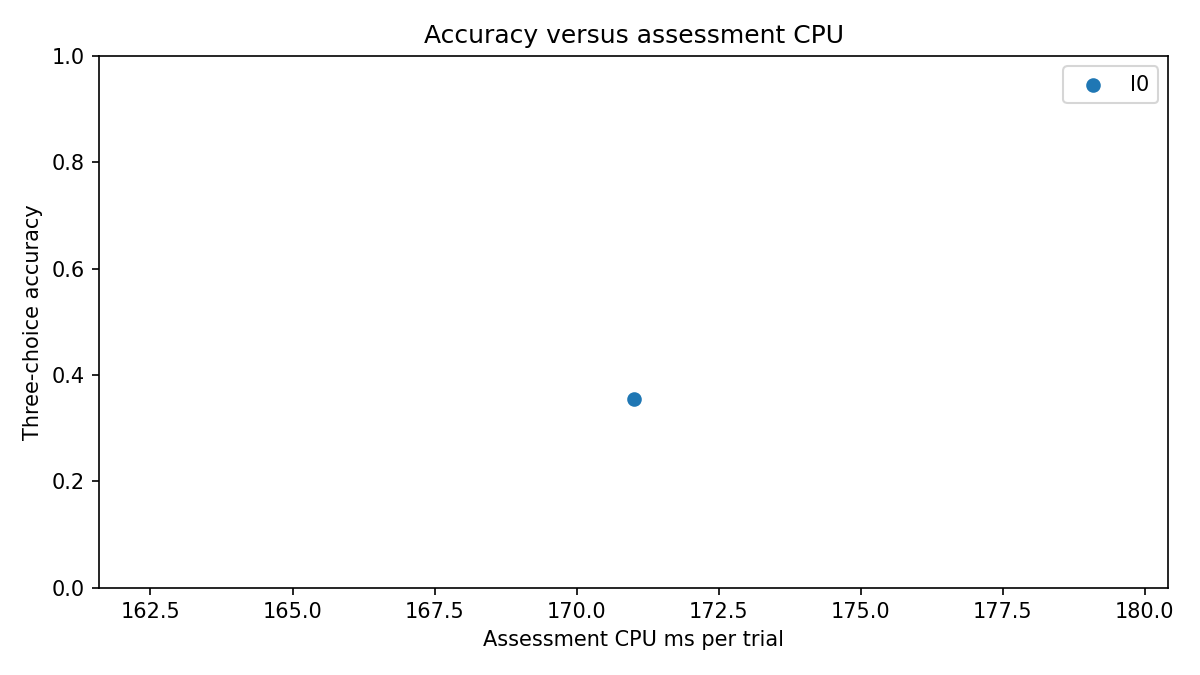 Accuracy versus assessment CPU
I0
1.0
0.8
0.6
0.4
0.2
0.0
Three-choice accuracy
162.5 165.0 167.5 170.0 172.5 175.0 177.5 180.0
Assessment CPU ms per trial